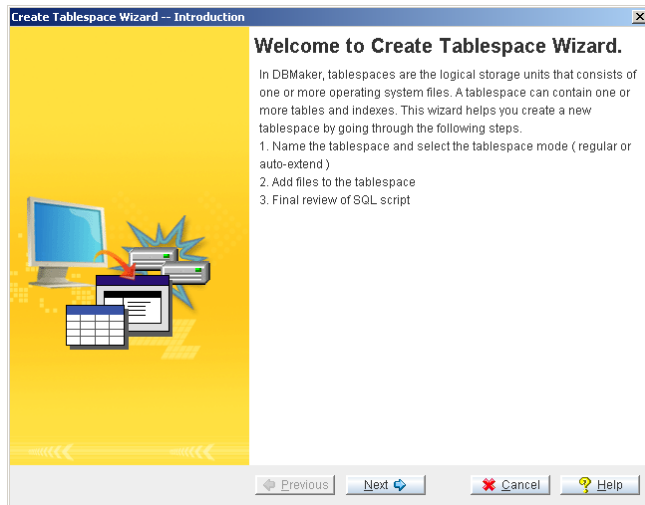 Create Tablespace Wizard -- Introduction
Welcome to Create Tablespace Wizard.
In DBMaker, tablespaces are the logical storage units that consists of
one or more operating system files. A tablespace can contain one or
more tables and indexes. This wizard helps you create a new
tablespace by going through the following steps.
1. Name the tablespace and select the tablespace mode ( regular or
auto-extend )
2. Add files to the tablespace
3. Final review of SQL script
Previous
Next
Cancel
Help